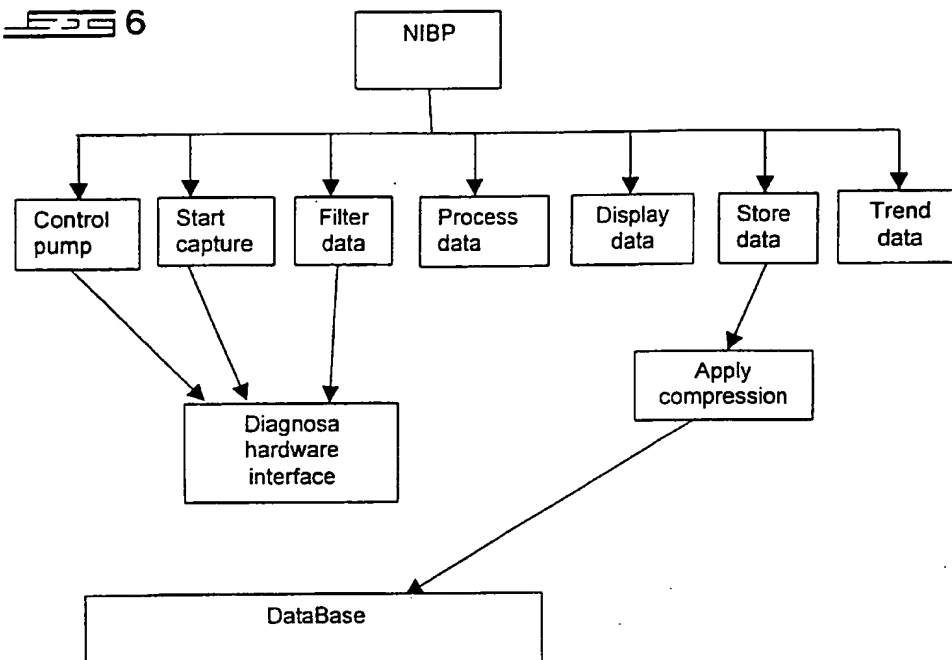 FIG 6
NIBP
Control
pump
Start
capture
Filter
data
Process
data
Display
data
Store
data
Trend
data
Apply
compression
Diagnosa
hardware
interface
DataBase